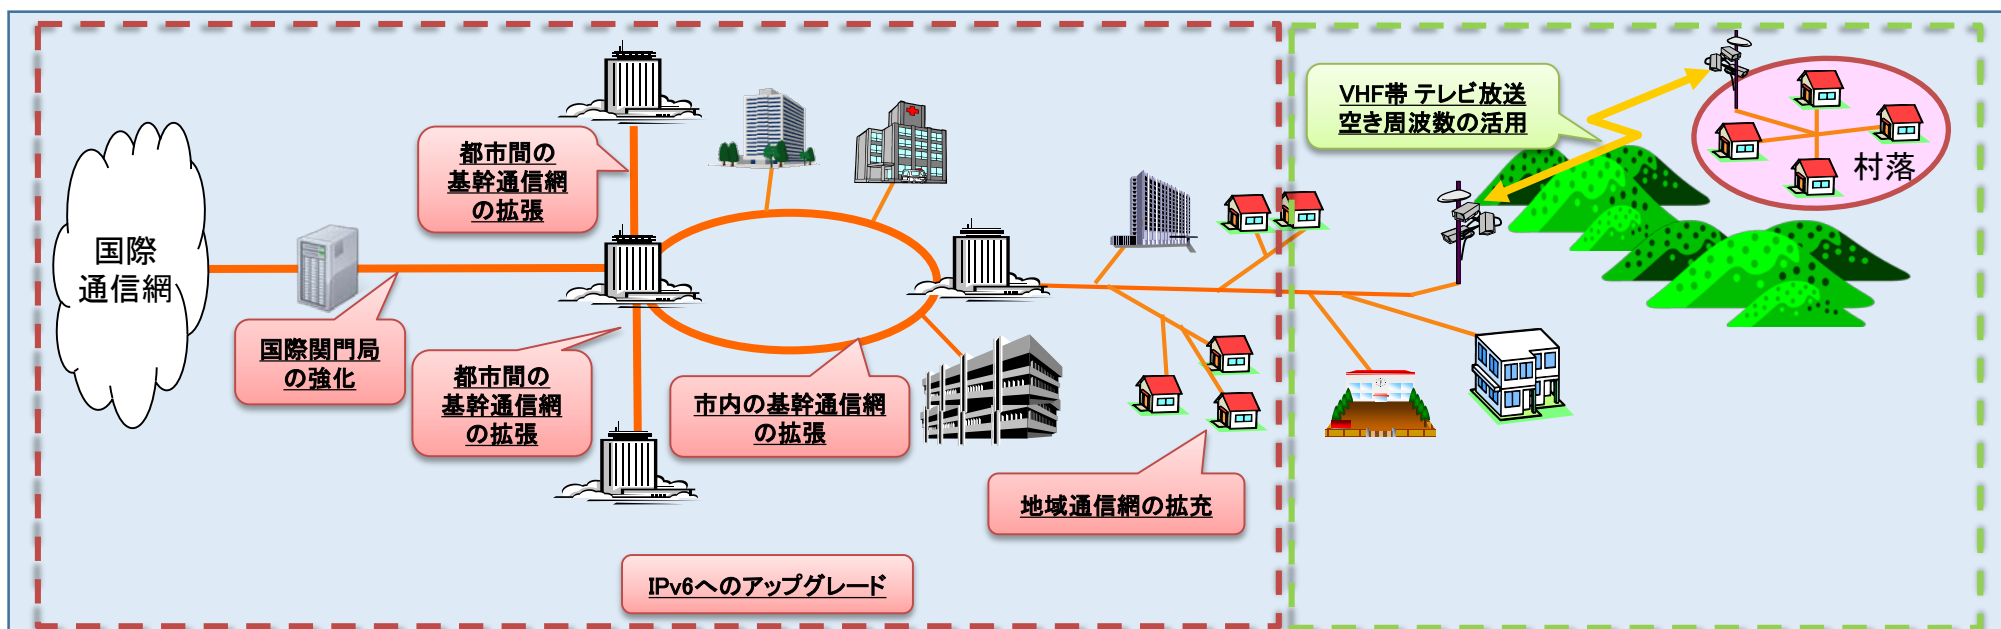 国際
通信網
国際関門局
の強化
都市間の
基幹通信網
の拡張
都市間の
基幹通信網
の拡張
市内の基幹通信網
の拡張
地域通信網の拡充
IPv6へのアップグレード
VHF帯 テレビ放送
空き周波数の活用
村落